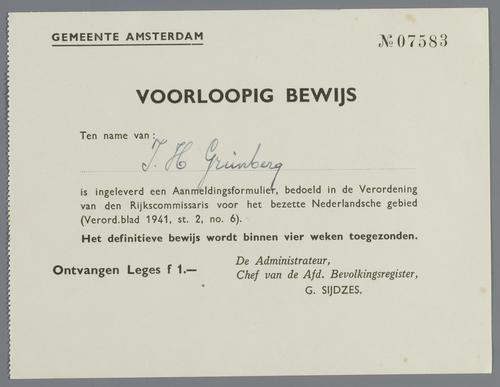 GEMEENTE AMSTERDAM
№ 07583
VOORLOOPIG BEWIJS
Ten name van:
J. H Grünberg
is ingeleverd een Aanmeldingsformulier, bedoeld in de Verordening
van den Rijkscommissaris voor het bezette Nederlandsche gebied
(Verord.blad 1941, st. 2, no. 6).
Het definitieve bewijs wordt binnen vier weken toegezonden.
Ontvangen Leges f 1.—
De Administrateur,
Chef van de Afd. Bevolkingsregister,
G. SIJDZES.